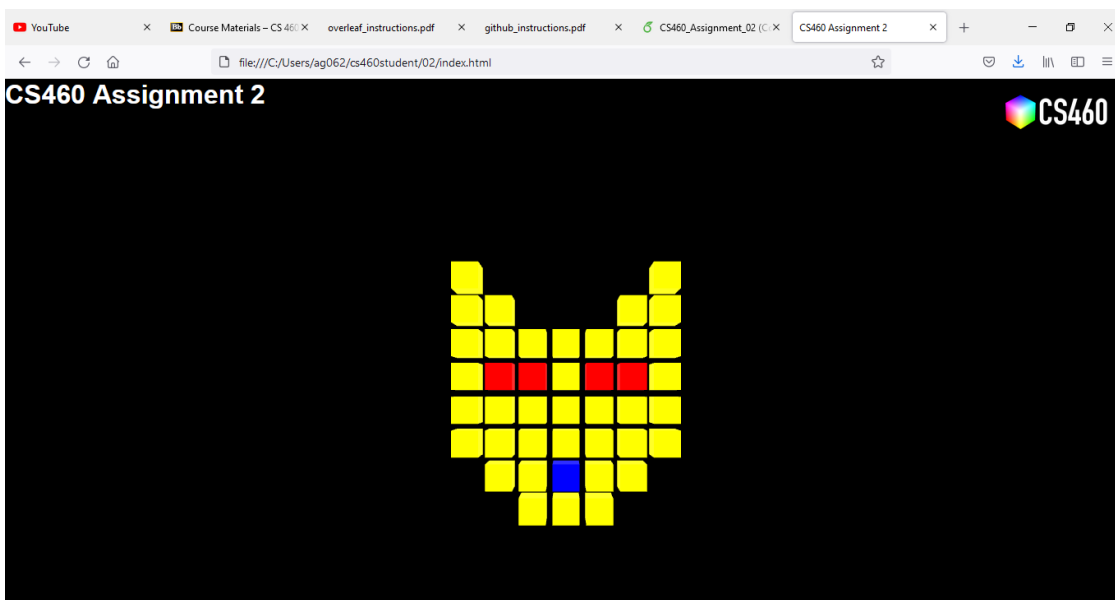 YouTube
Course Materials – CS 460
overleaf_instructions.pdf
github_instructions.pdf
CS460_Assignment_02 (C
CS460 Assignment 2
file:///C:/Users/ag062/cs460student/02/index.html
CS460 Assignment 2
CS460